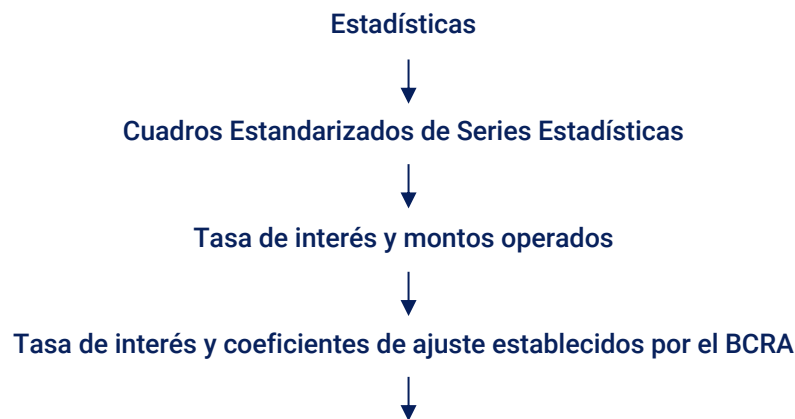 Estadísticas
Cuadros Estandarizados de Series Estadísticas
Tasa de interés y montos operados
Tasa de interés y coeficientes de ajuste establecidos por el BCRA